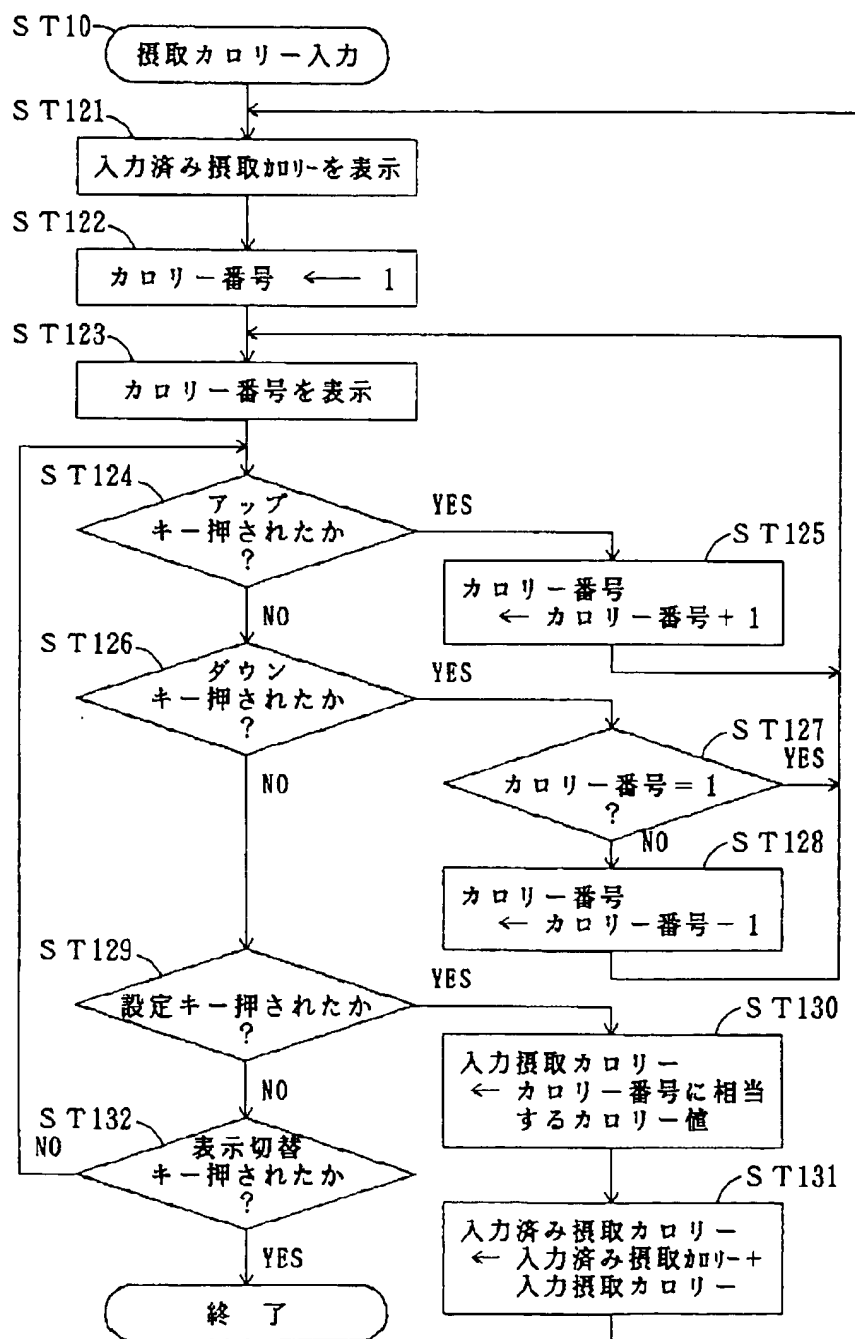 ST10
摂取カロリー入力
ST121
入力済み摂取カロリーを表示
ST122
カロリー番号 ← 1
ST123
カロリー番号を表示
ST124
アップ
キー押されたか
?
YES
NO
ST125
カロリー番号
← カロリー番号+1
ST126
ダウン
キー押されたか
?
YES
NO
ST127
カロリー番号=1
?
YES
NO
ST128
カロリー番号
← カロリー番号-1
ST129
設定キー押されたか
?
YES
NO
ST130
入力摂取カロリー
← カロリー番号に相当
するカロリー値
ST131
入力済み摂取カロリー
← 入力済み摂取カロリー+
入力摂取カロリー
ST132
表示切替
キー押されたか
?
NO
YES
終了